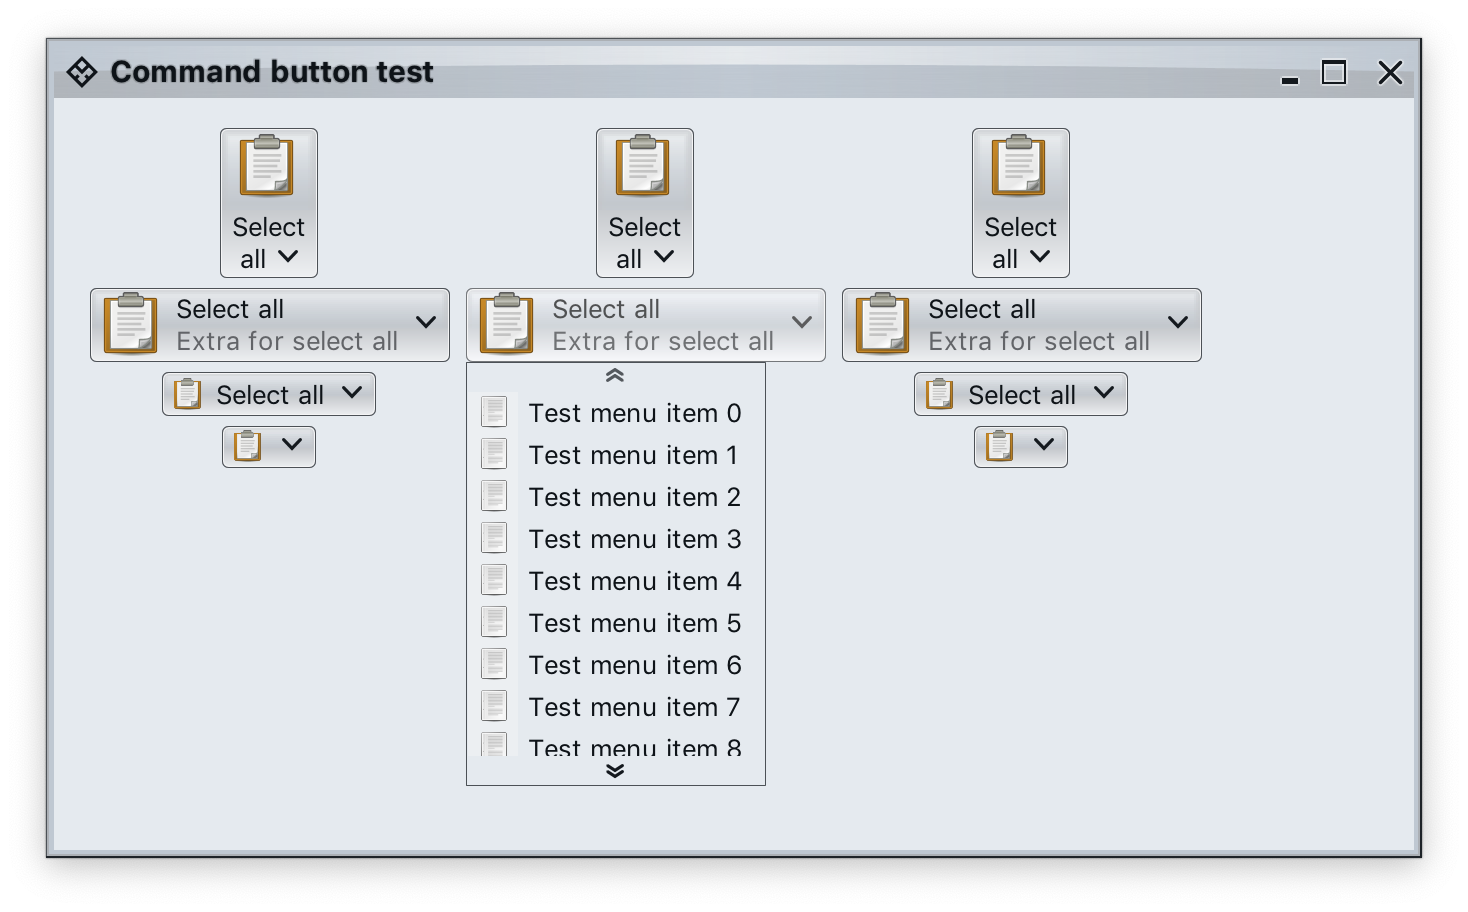 Command button test
Select
all
Select
all
Select
all
Select all
Extra for select all
Select all
Extra for select all
Select all
Extra for select all
Select all
Select all
Test menu item 0
Test menu item 1
Test menu item 2
Test menu item 3
Test menu item 4
Test menu item 5
Test menu item 6
Test menu item 7
Test menu item 8